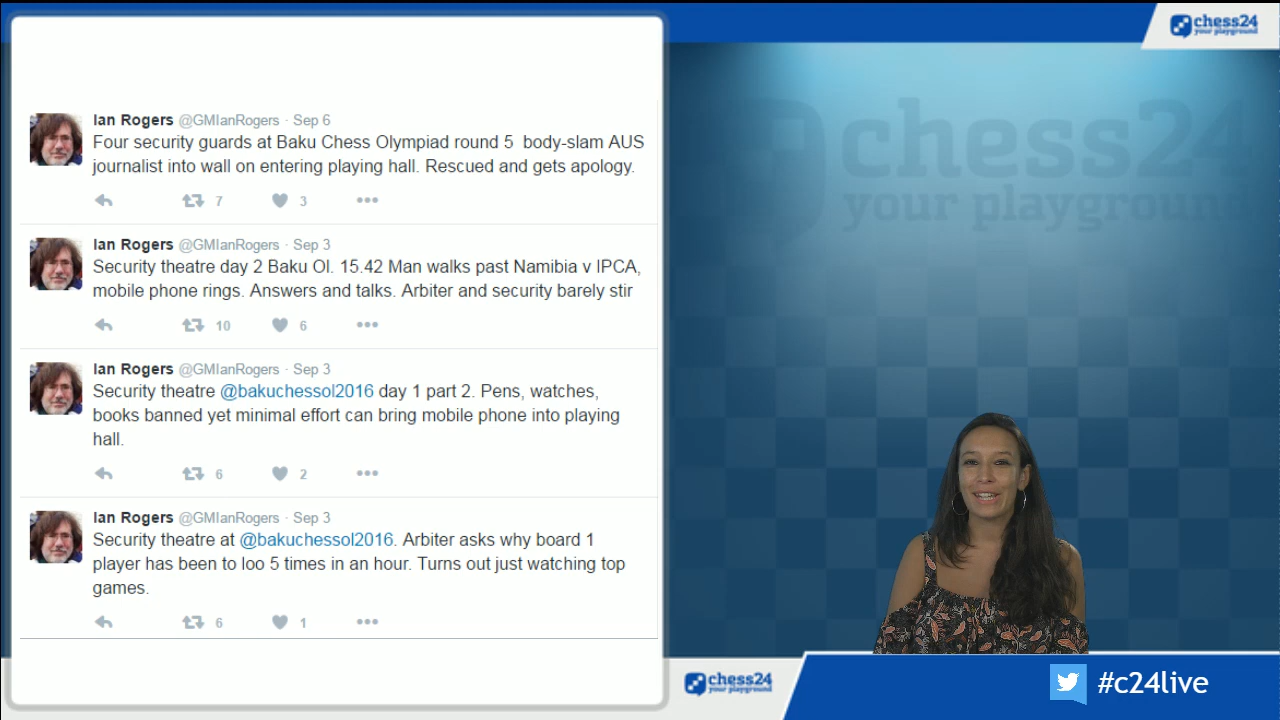 Ian Rogers @GMIanRogers · Sep 6
Four security guards at Baku Chess Olympiad round 5 body-slam AUS
journalist into wall on entering playing hall. Rescued and gets apology.
7 3
Ian Rogers @GMIanRogers · Sep 3
Security theatre day 2 Baku Ol. 15.42 Man walks past Namibia v IPCA,
mobile phone rings. Answers and talks. Arbiter and security barely stir
10 6
Ian Rogers @GMIanRogers · Sep 3
Security theatre @bakuchessol2016 day 1 part 2. Pens, watches,
books banned yet minimal effort can bring mobile phone into playing
hall.
6 2
Ian Rogers @GMIanRogers · Sep 3
Security theatre at @bakuchessol2016. Arbiter asks why board 1
player has been to loo 5 times in an hour. Turns out just watching top
games.
6 1
chess24
your playground
chess24
your playground
chess24
your playground
#c24live